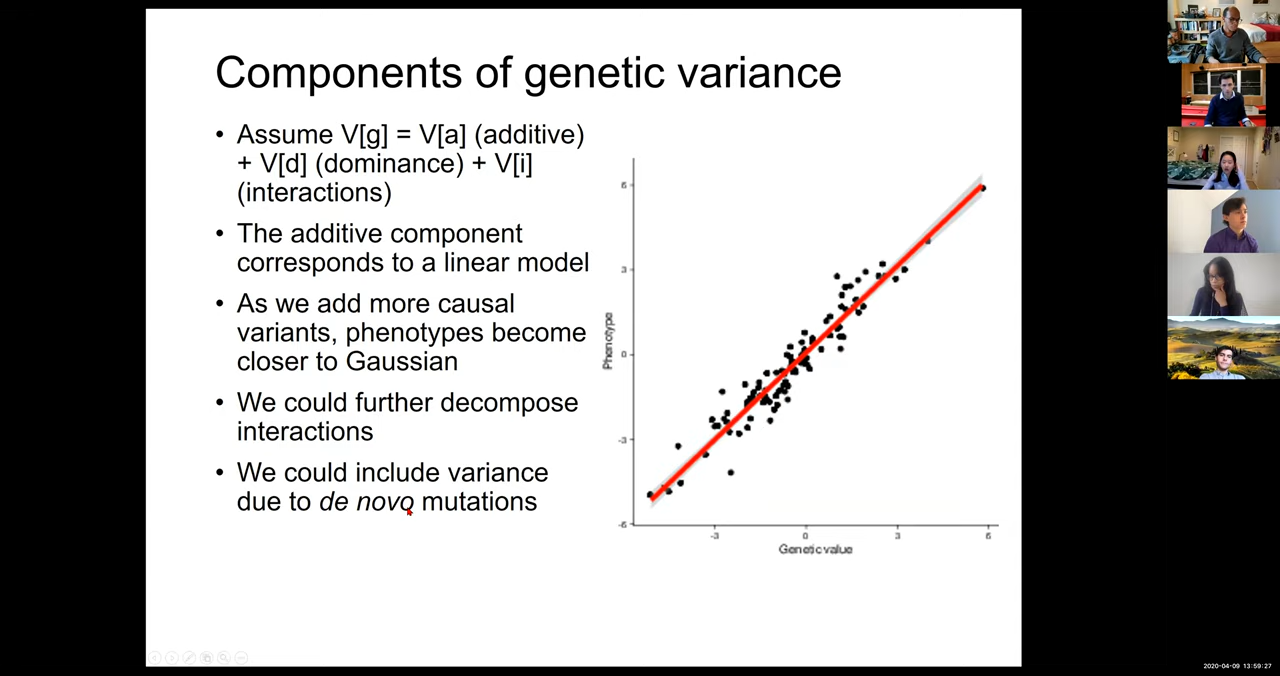 Components of genetic variance
• Assume V[g] = V[a] (additive)
+ V[d] (dominance) + V[i]
(interactions)
• The additive component
corresponds to a linear model
• As we add more causal
variants, phenotypes become
closer to Gaussian
• We could further decompose
interactions
• We could include variance
due to de novo mutations
Phenotype
6
3
0
-3
-6
-3
0
3
6
Genetic value
2020-04-09 13:59:27